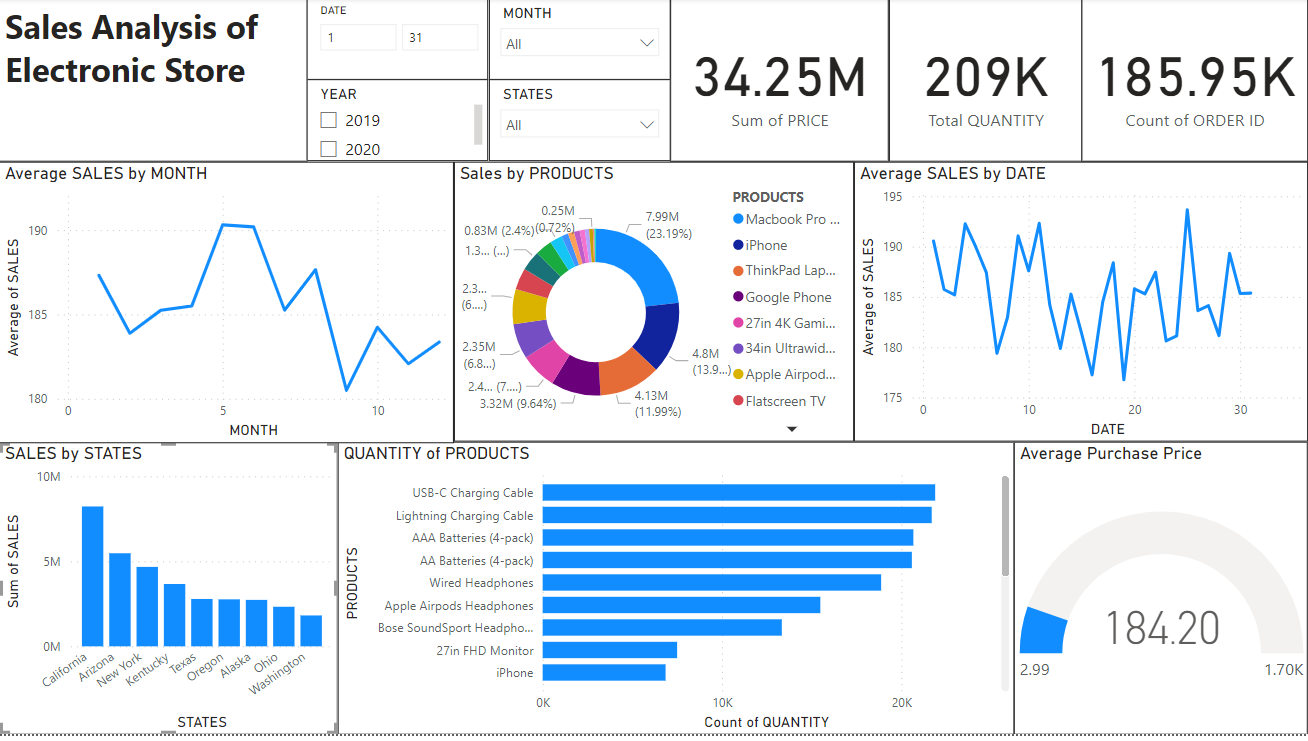 Sales Analysis of
Electronic Store
DATE
1 31
YEAR
2019
2020
MONTH
All
STATES
All
34.25M
Sum of PRICE
209K
Total QUANTITY
185.95K
Count of ORDER ID
Average SALES by MONTH
Average of SALES
190
185
180
0 5 10
MONTH
Sales by PRODUCTS
0.25M
(0.72%)
0.83M (2.4%)
1.3... (...)
2.3...
(6....)
2.35M
(6.8...)
2.4... (7....)
3.32M (9.64%)
7.99M
(23.19%)
4.8M
(13.9...)
4.13M
(11.99%)
PRODUCTS
Macbook Pro ...
iPhone
ThinkPad Lap...
Google Phone
27in 4K Gami...
34in Ultrawid...
Apple Airpod...
Flatscreen TV
Average SALES by DATE
Average of SALES
195
190
185
180
175
0 10 20 30
DATE
SALES by STATES
Sum of SALES
10M
5M
0M
California
Arizona
New York
Kentucky
Texas
Oregon
Alaska
Ohio
Washington
STATES
QUANTITY of PRODUCTS
PRODUCTS
USB-C Charging Cable
Lightning Charging Cable
AAA Batteries (4-pack)
AA Batteries (4-pack)
Wired Headphones
Apple Airpods Headphones
Bose SoundSport Headpho...
27in FHD Monitor
iPhone
0K 10K 20K
Count of QUANTITY
Average Purchase Price
184.20
2.99 1.70K